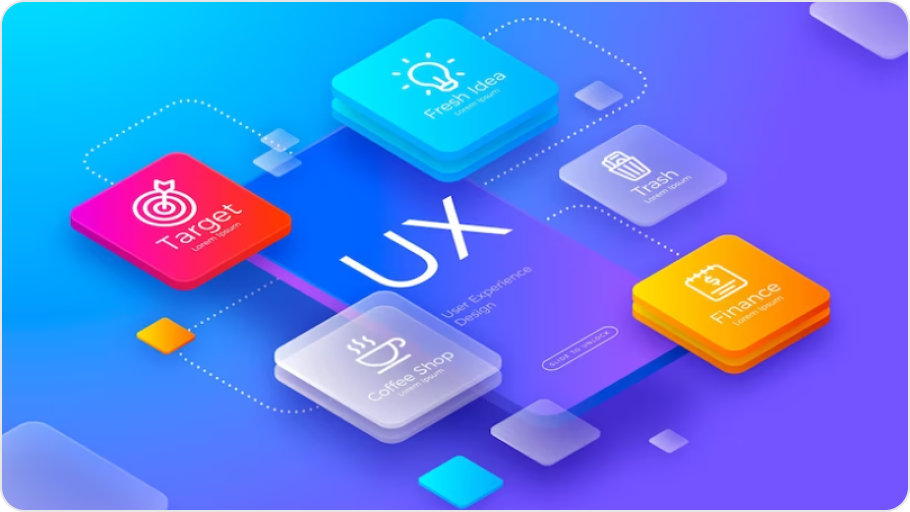 Fresh Idea
Lorem Ipsum
Trash
Lorem Ipsum
Target
Lorem Ipsum
UX
User Experience
Design
SLIDE TO UNLOCK
Finance
Lorem Ipsum
Coffee Shop
Lorem Ipsum